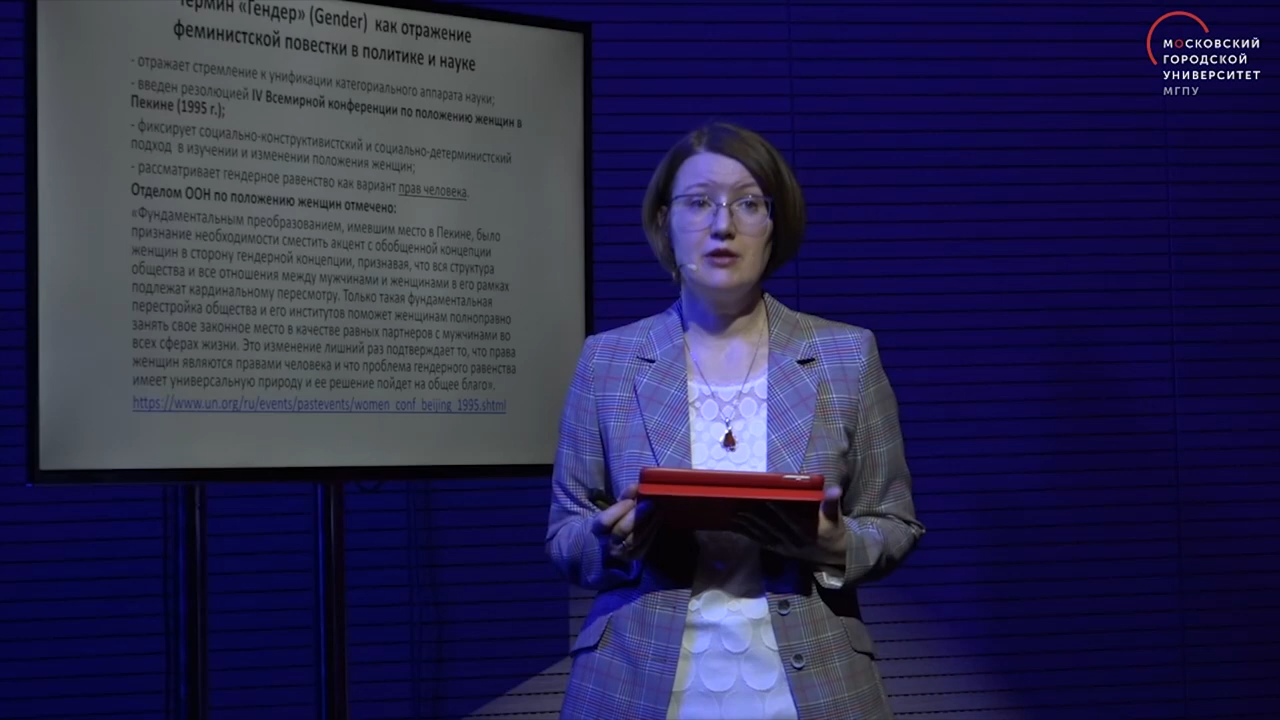 Термин «Гендер» (Gender) как отражение
феминистской повестки в политике и науке
- отражает стремление к унификации категориального аппарата науки;
- введен резолюцией IV Всемирной конференции по положению женщин в
Пекине (1995 г.);
- фиксирует социально-конструктивистский и социально-детерминистский
подход в изучении и изменении положения женщин;
- рассматривает гендерное равенство как вариант прав человека.
Отделом ООН по положению женщин отмечено:
«Фундаментальным преобразованием, имевшим место в Пекине, было
признание необходимости сместить акцент с обобщенной концепции
женщин в сторону гендерной концепции, признавая, что вся структура
общества и все отношения между мужчинами и женщинами в его рамках
подлежат кардинальному пересмотру. Только такая фундаментальная
перестройка общества и его институтов поможет женщинам полноправно
занять свое законное место в качестве равных партнеров с мужчинами во
всех сферах жизни. Это изменение лишний раз подтверждает то, что права
женщин являются правами человека и что проблема гендерного равенства
имеет универсальную природу и ее решение пойдет на общее благо».
https://www.un.org/ru/events/pastevents/women_conf_beijing_1995.shtml
МОСКОВСКИЙ
ГОРОДСКОЙ
УНИВЕРСИТЕТ
МГПУ